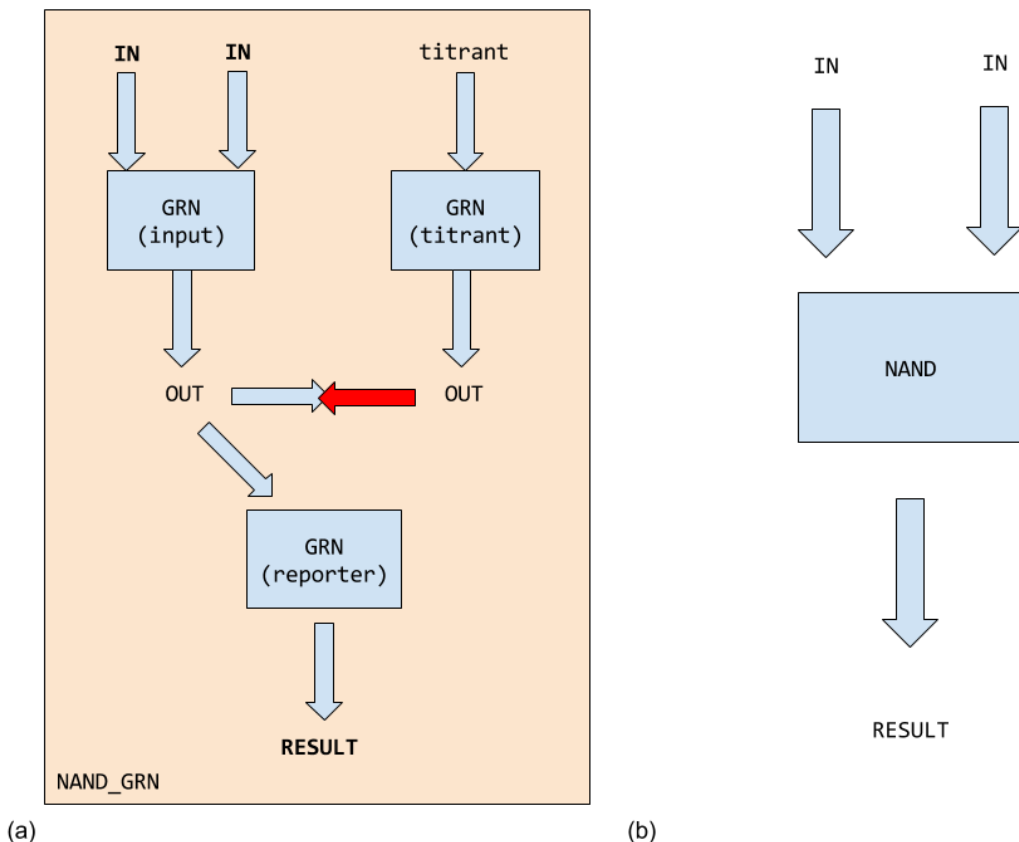 IN
IN
titrant
GRN
(input)
GRN
(titrant)
OUT
OUT
GRN
(reporter)
RESULT
NAND_GRN
(a)
IN
IN
NAND
RESULT
(b)